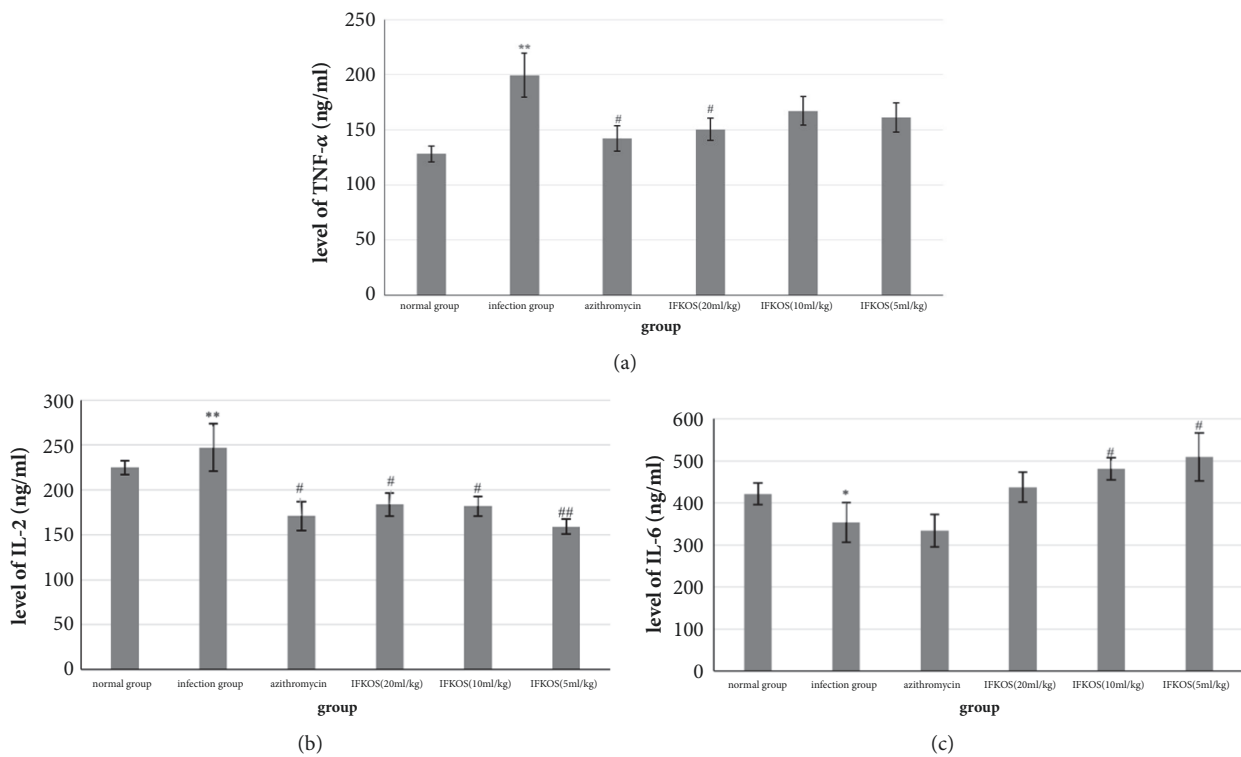 250
200
150
100
50
0
level of TNF-α (ng/ml)
**
#
#
normal group
infection group
azithromycin
IFKOS(20ml/kg)
IFKOS(10ml/kg)
IFKOS(5ml/kg)
group
(a)
300
250
200
150
100
50
0
level of IL-2 (ng/ml)
**
#
#
#
##
normal group
infection group
azithromycin
IFKOS(20ml/kg)
IFKOS(10ml/kg)
IFKOS(5ml/kg)
group
(b)
600
500
400
300
200
100
0
level of IL-6 (ng/ml)
*
#
#
normal group
infection group
azithromycin
IFKOS(20ml/kg)
IFKOS(10ml/kg)
IFKOS(5ml/kg)
group
(c)